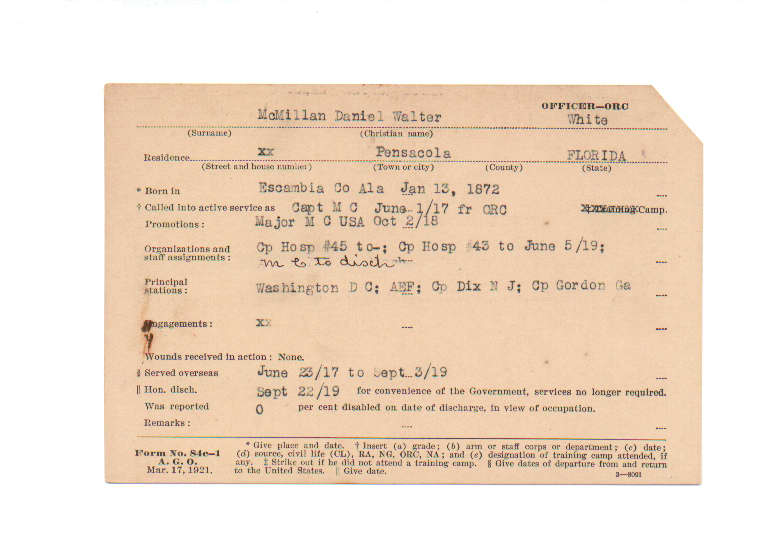 OFFICER—ORC
McMillan Daniel Walter White
(Surname) (Christian name)
Residence xx Pensacola FLORIDA
(Street and house number) (Town or city) (County) (State)
* Born in Escambia Co Ala Jan 13, 1872
† Called into active service as Capt M C June 1/17 fr ORC Camp.
Promotions: Major M C USA Oct 2/18
Organizations and staff assignments: Cp Hosp #45 to-; Cp Hosp #43 to June 5/19;
M C to disch
Principal stations: Washington D C; AEF; Cp Dix N J; Cp Gordon Ga
Engagements: xx
Wounds received in action: None.
§ Served overseas June 23/17 to Sept 3/19
‖ Hon. disch. Sept 22/19 for convenience of the Government, services no longer required.
Was reported 0 per cent disabled on date of discharge, in view of occupation.
Remarks:
Form No. 84c-1
A. G. O.
Mar. 17, 1921.
* Give place and date. † Insert (a) grade; (b) arm or staff corps or department; (c) date;
(d) source, civil life (CL), RA, NG, ORC, NA; and (e) designation of training camp attended, if
any. ‡ Strike out if he did not attend a training camp. § Give dates of departure from and return
to the United States. ‖ Give date.
3—8091